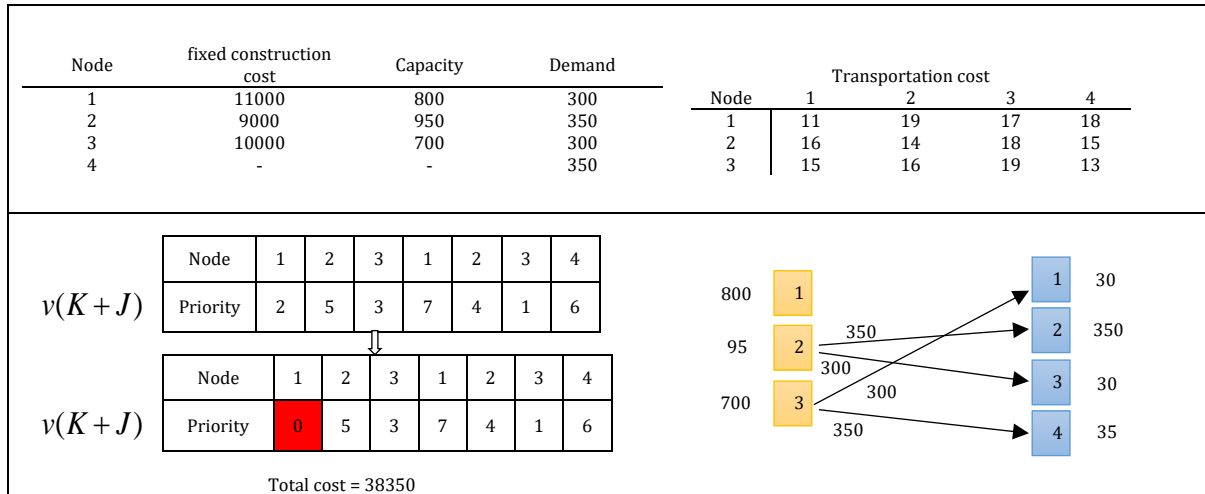 Node fixed construction cost Capacity Demand
1 11000 800 300
2 9000 950 350
3 10000 700 300
4 - - 350
Transportation cost
Node 1 2 3 4
1 11 19 17 18
2 16 14 18 15
3 15 16 19 13
v(K+J)
Node 1 2 3 1 2 3 4
Priority 2 5 3 7 4 1 6
v(K+J)
Node 1 2 3 1 2 3 4
Priority 0 5 3 7 4 1 6
Total cost = 38350
800 1
95 2
700 3
350
300
300
350
1 30
2 350
3 30
4 35